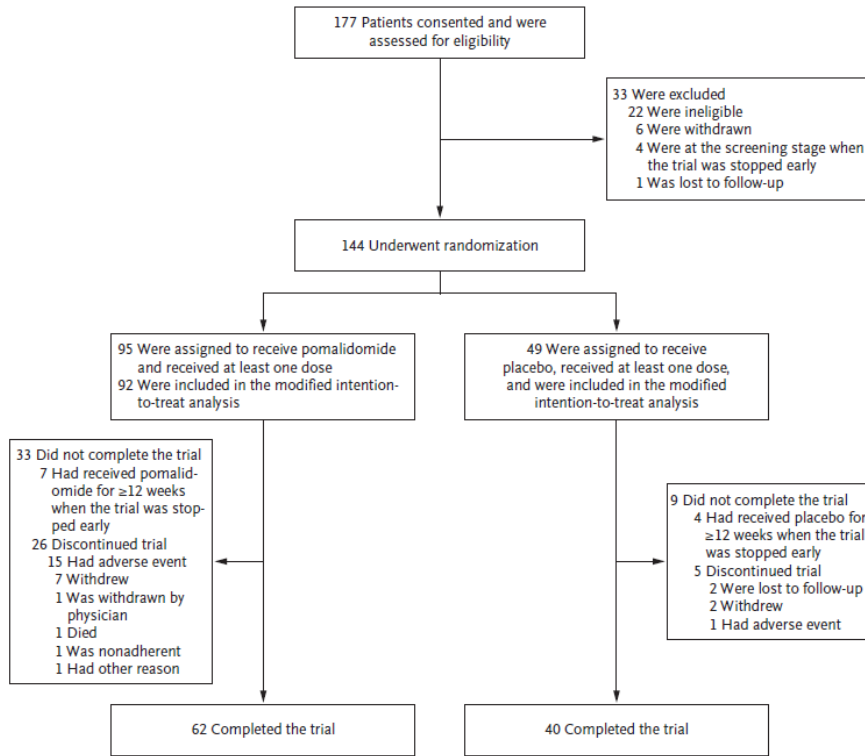 177 Patients consented and were
assessed for eligibility
33 Were excluded
22 Were ineligible
6 Were withdrawn
4 Were at the screening stage when
the trial was stopped early
1 Was lost to follow-up
144 Underwent randomization
95 Were assigned to receive pomalidomide
and received at least one dose
92 Were included in the modified intention-
to-treat analysis
49 Were assigned to receive
placebo, received at least one dose,
and were included in the modified
intention-to-treat analysis
33 Did not complete the trial
7 Had received pomalid-
omide for ≥12 weeks
when the trial was stop-
ped early
26 Discontinued trial
15 Had adverse event
7 Withdrew
1 Was withdrawn by
physician
1 Died
1 Was nonadherent
1 Had other reason
9 Did not complete the trial
4 Had received placebo for
≥12 weeks when the trial
was stopped early
5 Discontinued trial
2 Were lost to follow-up
2 Withdrew
1 Had adverse event
62 Completed the trial
40 Completed the trial